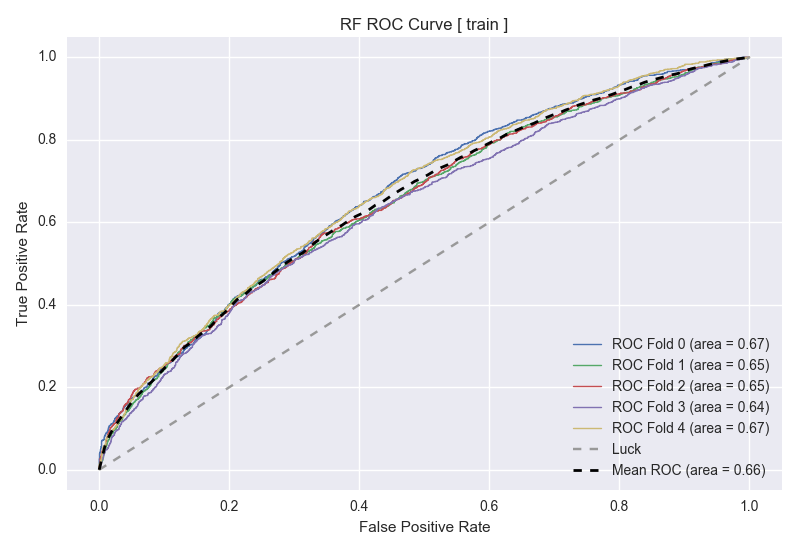 RF ROC Curve [ train ]
True Positive Rate
1.0
0.8
0.6
0.4
0.2
0.0
ROC Fold 0 (area = 0.67)
ROC Fold 1 (area = 0.65)
ROC Fold 2 (area = 0.65)
ROC Fold 3 (area = 0.64)
ROC Fold 4 (area = 0.67)
Luck
Mean ROC (area = 0.66)
0.0 0.2 0.4 0.6 0.8 1.0
False Positive Rate